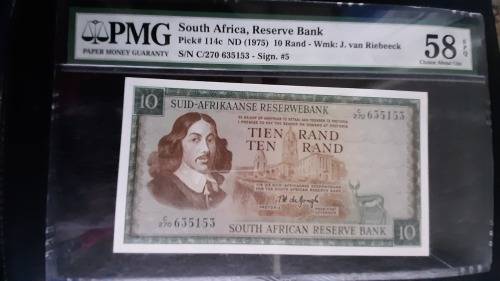 PMG
PAPER MONEY GUARANTY
South Africa, Reserve Bank
Pick# 114c ND (1975) 10 Rand - Wmk: J. van Riebeeck
S/N C/270 635153 - Sign. #5
58 EPQ
Choice About Unc
10
SUID-AFRIKAANSE RESERWEBANK
C/270 635153
TIEN RAND
TEN RAND
C/270 635153
SOUTH AFRICAN RESERVE BANK
10